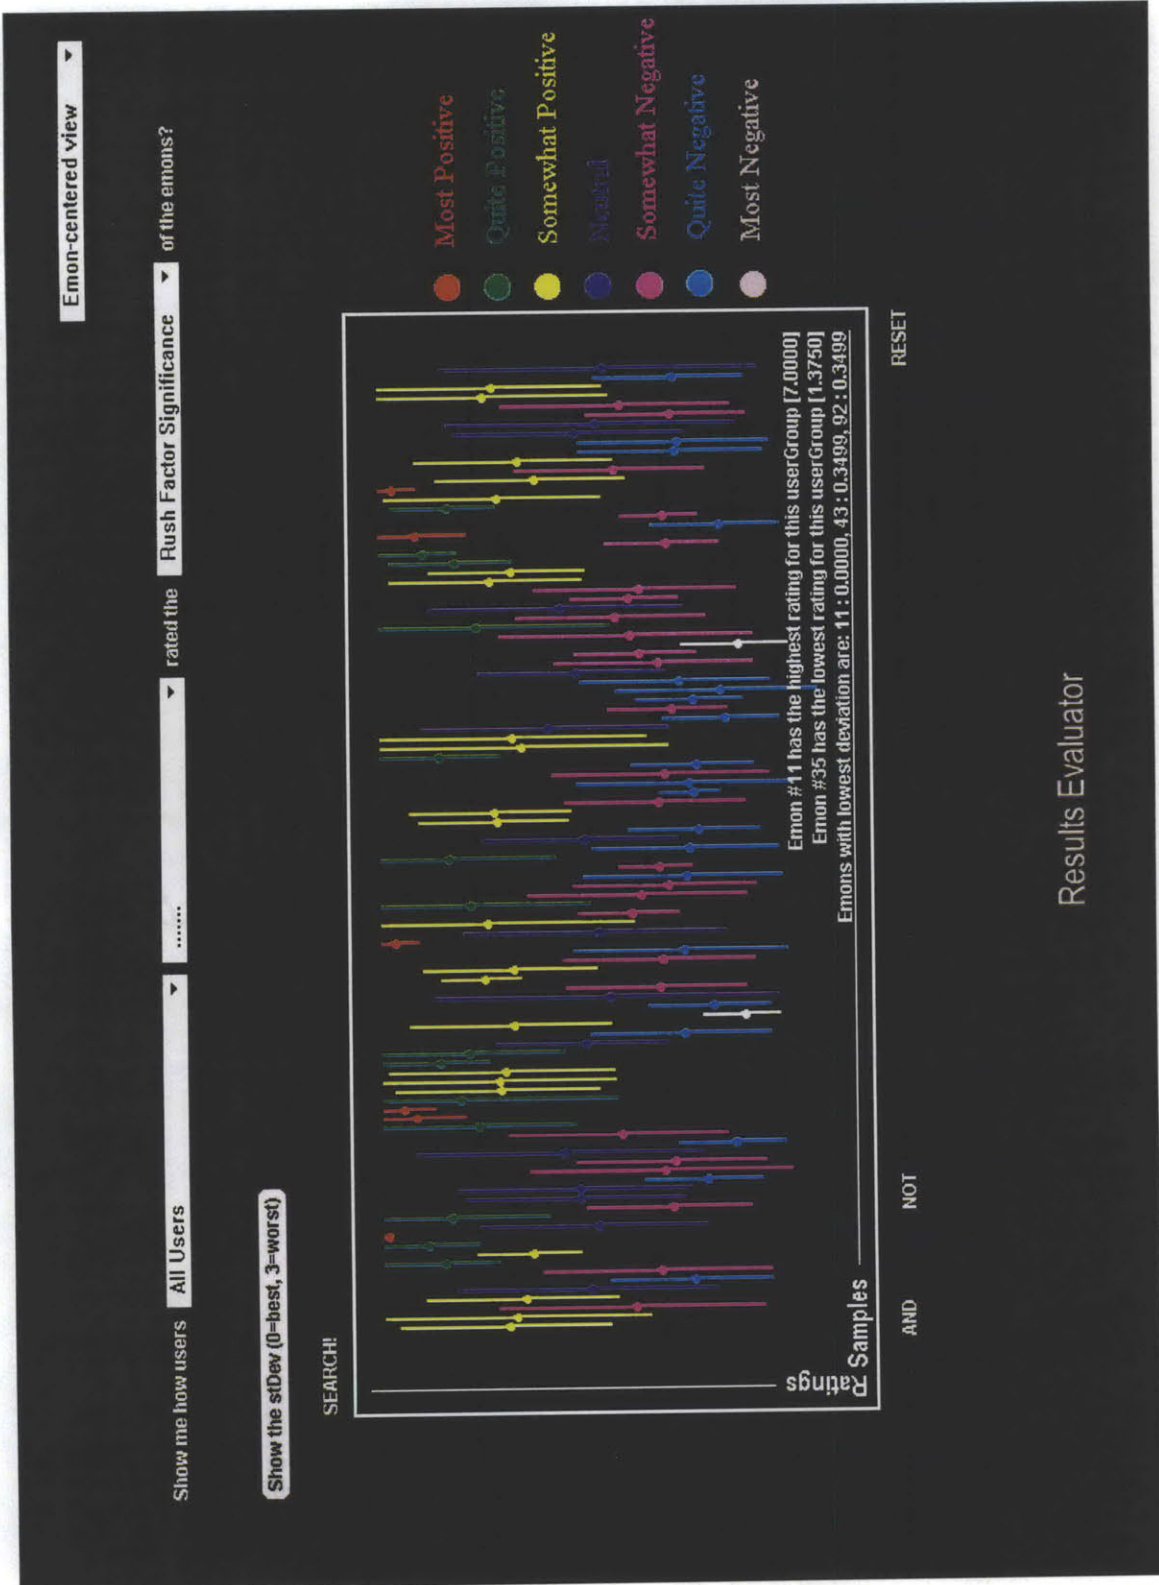 Emon-centered view
Show me how users All Users ....... rated the Rush Factor Significance of the emons?
Show the stDev (0=best, 3=worst)
SEARCH!
Most Positive
Quite Positive
Somewhat Positive
Neutral
Somewhat Negative
Quite Negative
Most Negative
Emon #11 has the highest rating for this userGroup [7.0000]
Emon #35 has the lowest rating for this userGroup [1.3750]
Emons with lowest deviation are: 11 : 0.0000, 43 : 0.3499, 92 : 0.3499
Ratings
Samples
AND
NOT
RESET
Results Evaluator